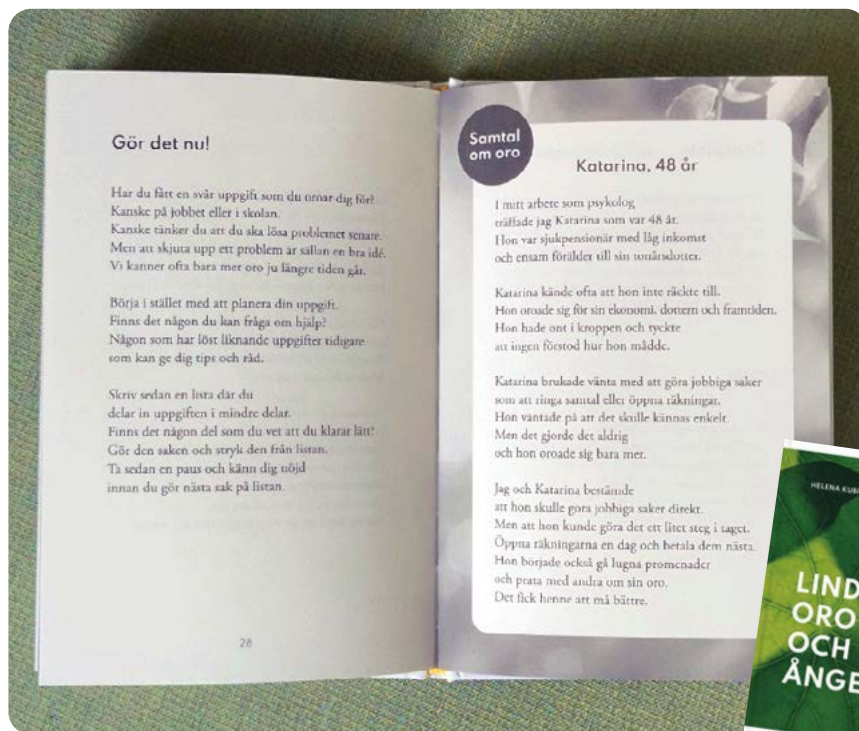 Gör det nu!
Har du fått en svår uppgift som du oroar dig för?
Kanske på jobbet eller i skolan.
Kanske tänker du att du ska lösa problemet senare.
Men att skjuta upp ett problem är sällan en bra idé.
Vi känner ofta bara mer oro ju längre tiden går.
Börja i stället med att planera din uppgift.
Finns det någon du kan fråga om hjälp?
Någon som har löst liknande uppgifter tidigare
som kan ge dig tips och råd.
Skriv sedan en lista där du
delar in uppgiften i mindre delar.
Finns det någon del som du vet att du klarar lätt?
Gör den saken och stryk den från listan.
Ta sedan en paus och känn dig nöjd
innan du gör nästa sak på listan.
28
Samtal
om oro
Katarina, 48 år
I mitt arbete som psykolog
träffade jag Katarina som var 48 år.
Hon var sjukpensionär med låg inkomst
och ensam förälder till sin tonårsdotter.
Katarina kände ofta att hon inte räckte till.
Hon oroade sig för sin ekonomi, dottern och framtiden.
Hon hade ont i kroppen och tyckte
att ingen förstod hur hon mådde.
Katarina brukade vänta med att göra jobbiga saker
som att ringa samtal eller öppna räkningar.
Hon väntade på att det skulle kännas enkelt.
Men det gjorde det aldrig
och hon oroade sig bara mer.
Jag och Katarina bestämde
att hon skulle göra jobbiga saker direkt.
Men att hon kunde göra det ett litet steg i taget.
Öppna räkningarna en dag och betala dem nästa.
Hon började också gå lugna promenader
och prata med andra om sin oro.
Det fick henne att må bättre.
HELENA KUB
LIND
ORO
OCH
ÅNGE